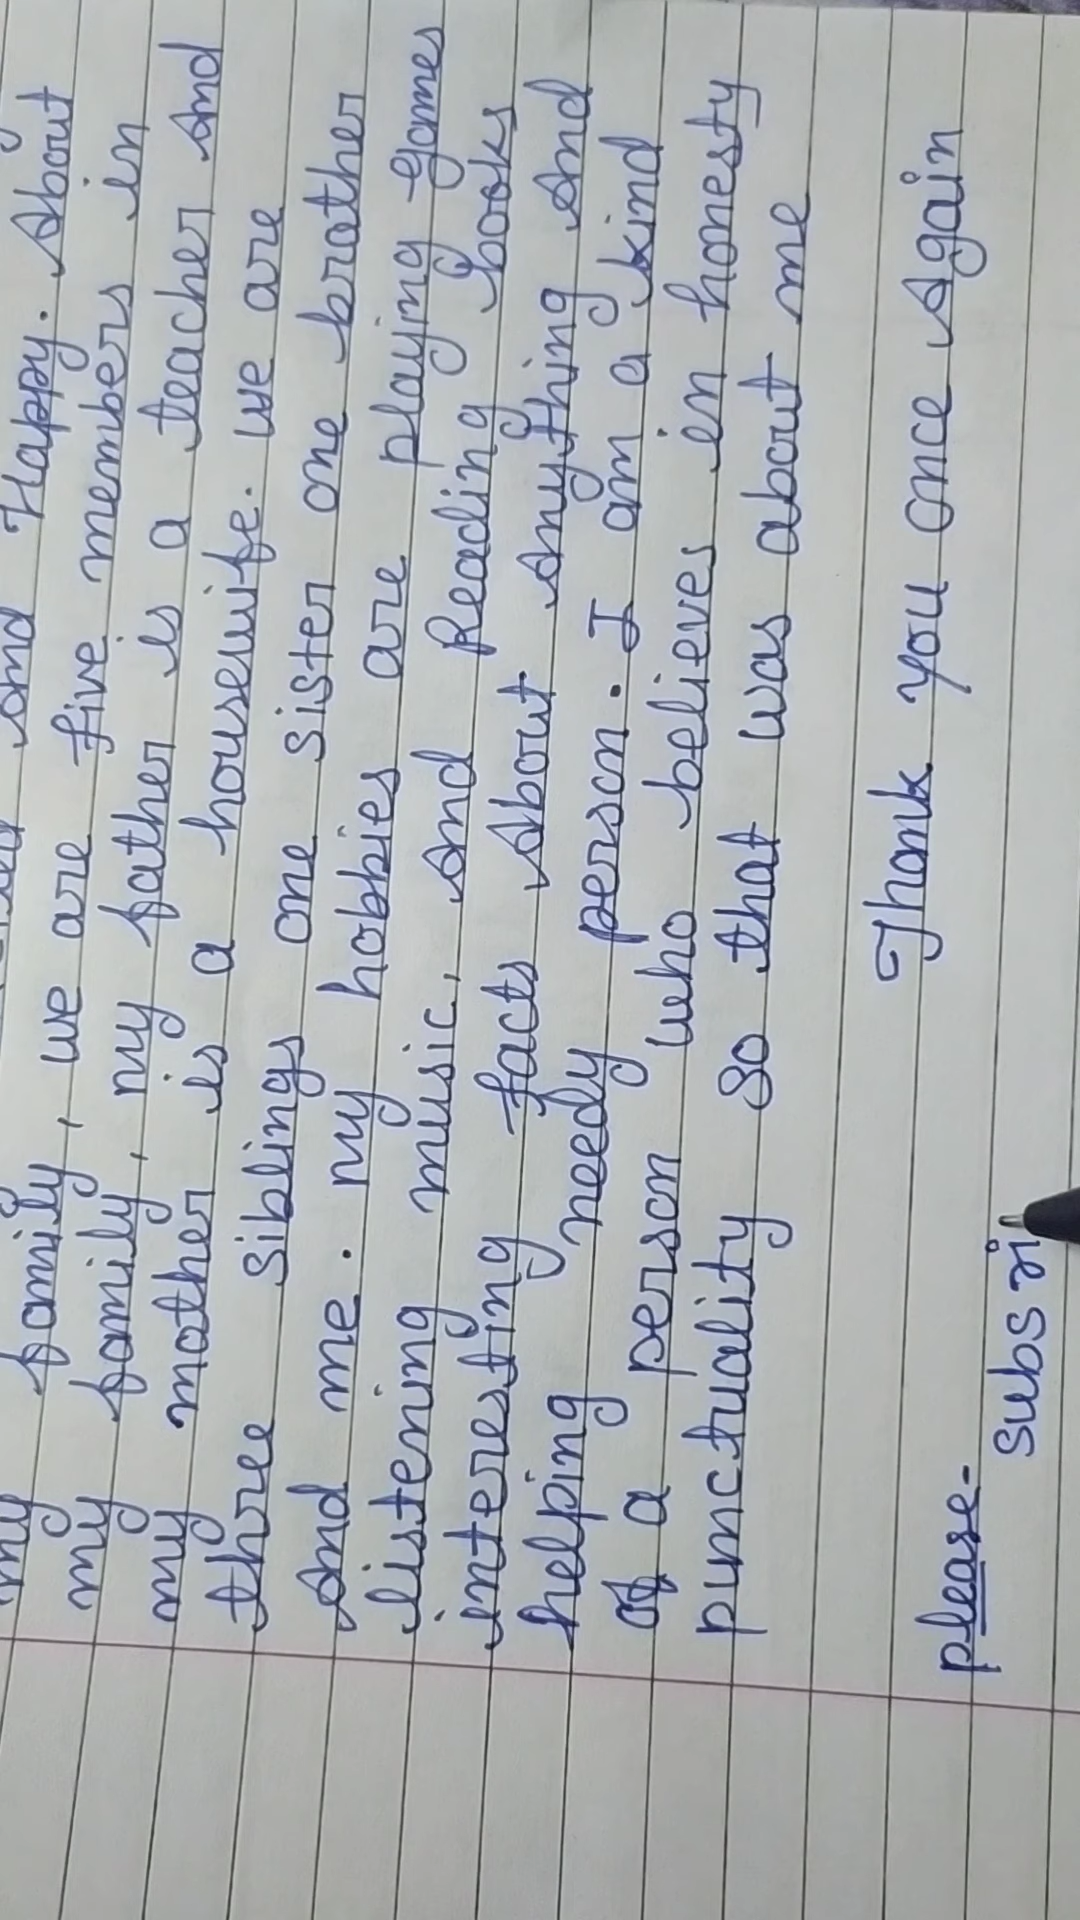 my and Happy. About
my family, we are five members in
my family, my father is a teacher And
my mother is a housewife. we are
three siblings one sister one brother
And me. my hobbies are playing games
listening music, And Reading books
interesting facts About Anything And
helping needy person. I am a kind
of a person who believes in honesty
punctuality so that was about me
Thank you once Again
please-
subsri